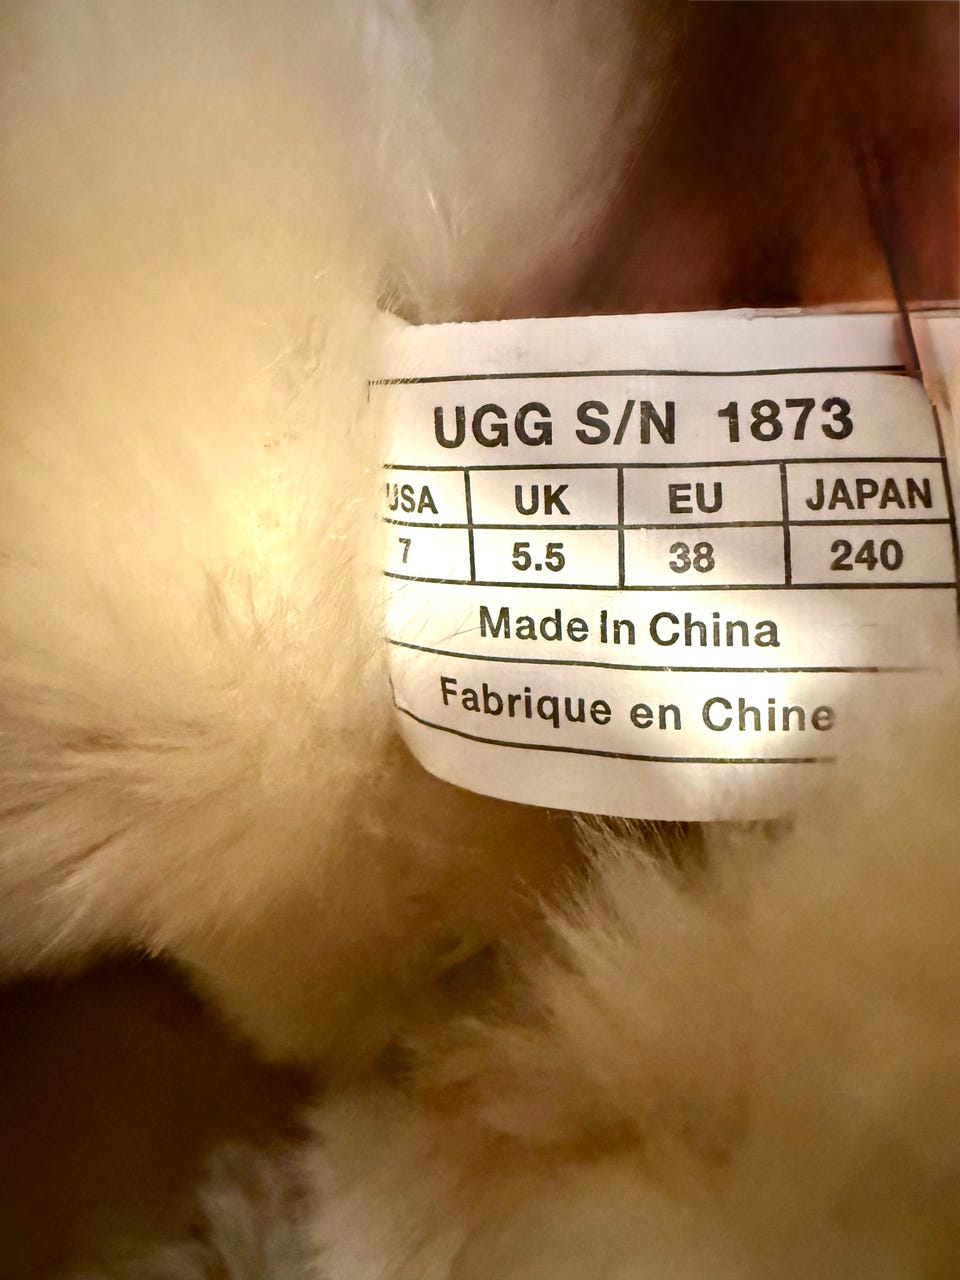 UGG S/N 1873
USA UK EU JAPAN
7 5.5 38 240
Made In China
Fabrique en Chine